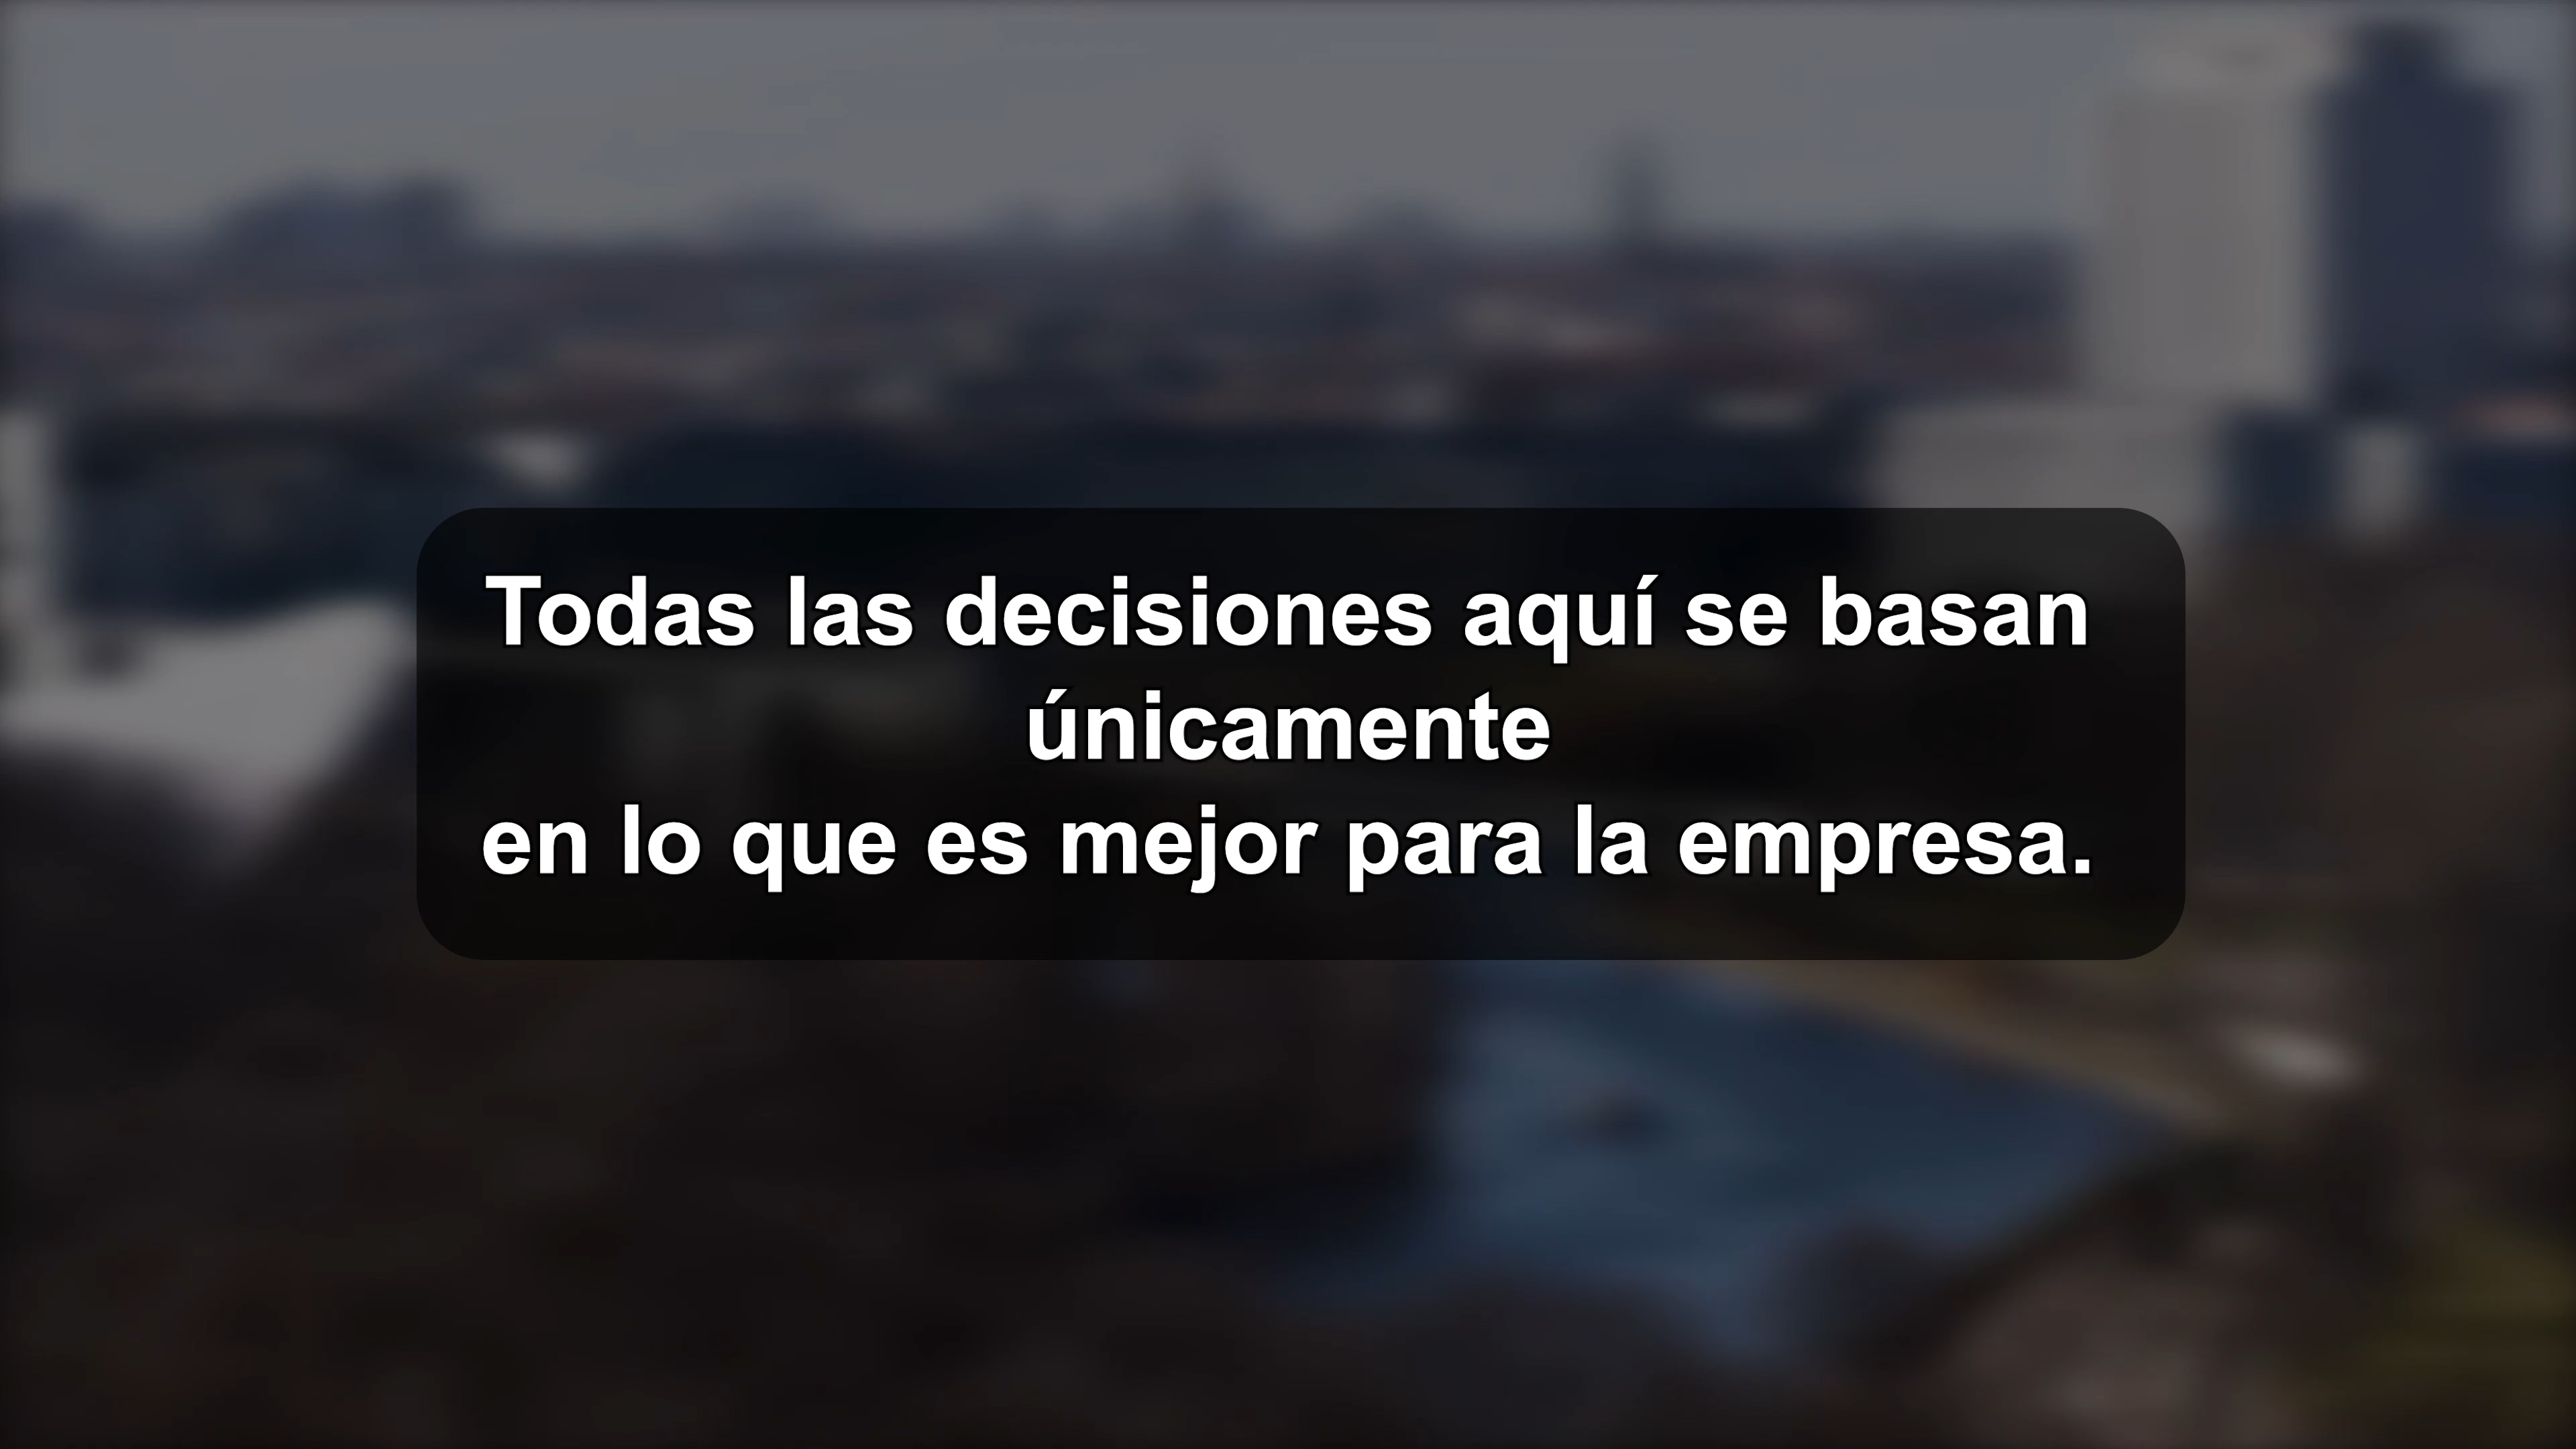 Todas las decisiones aquí se basan
únicamente
en lo que es mejor para la empresa.